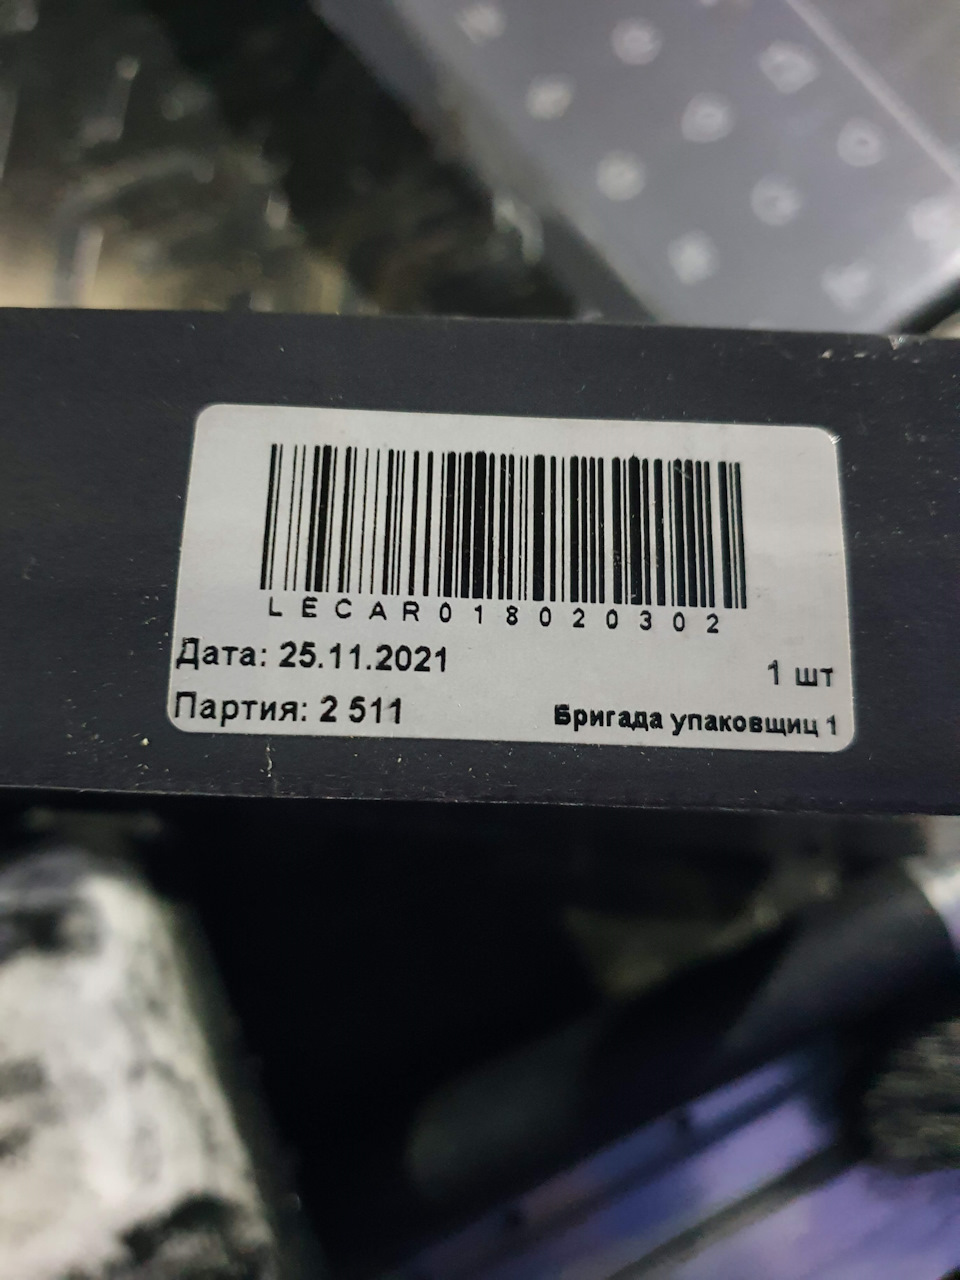 LECAR018020302
Дата: 25.11.2021
1 шт
Партия: 2 511
Бригада упаковщиц 1